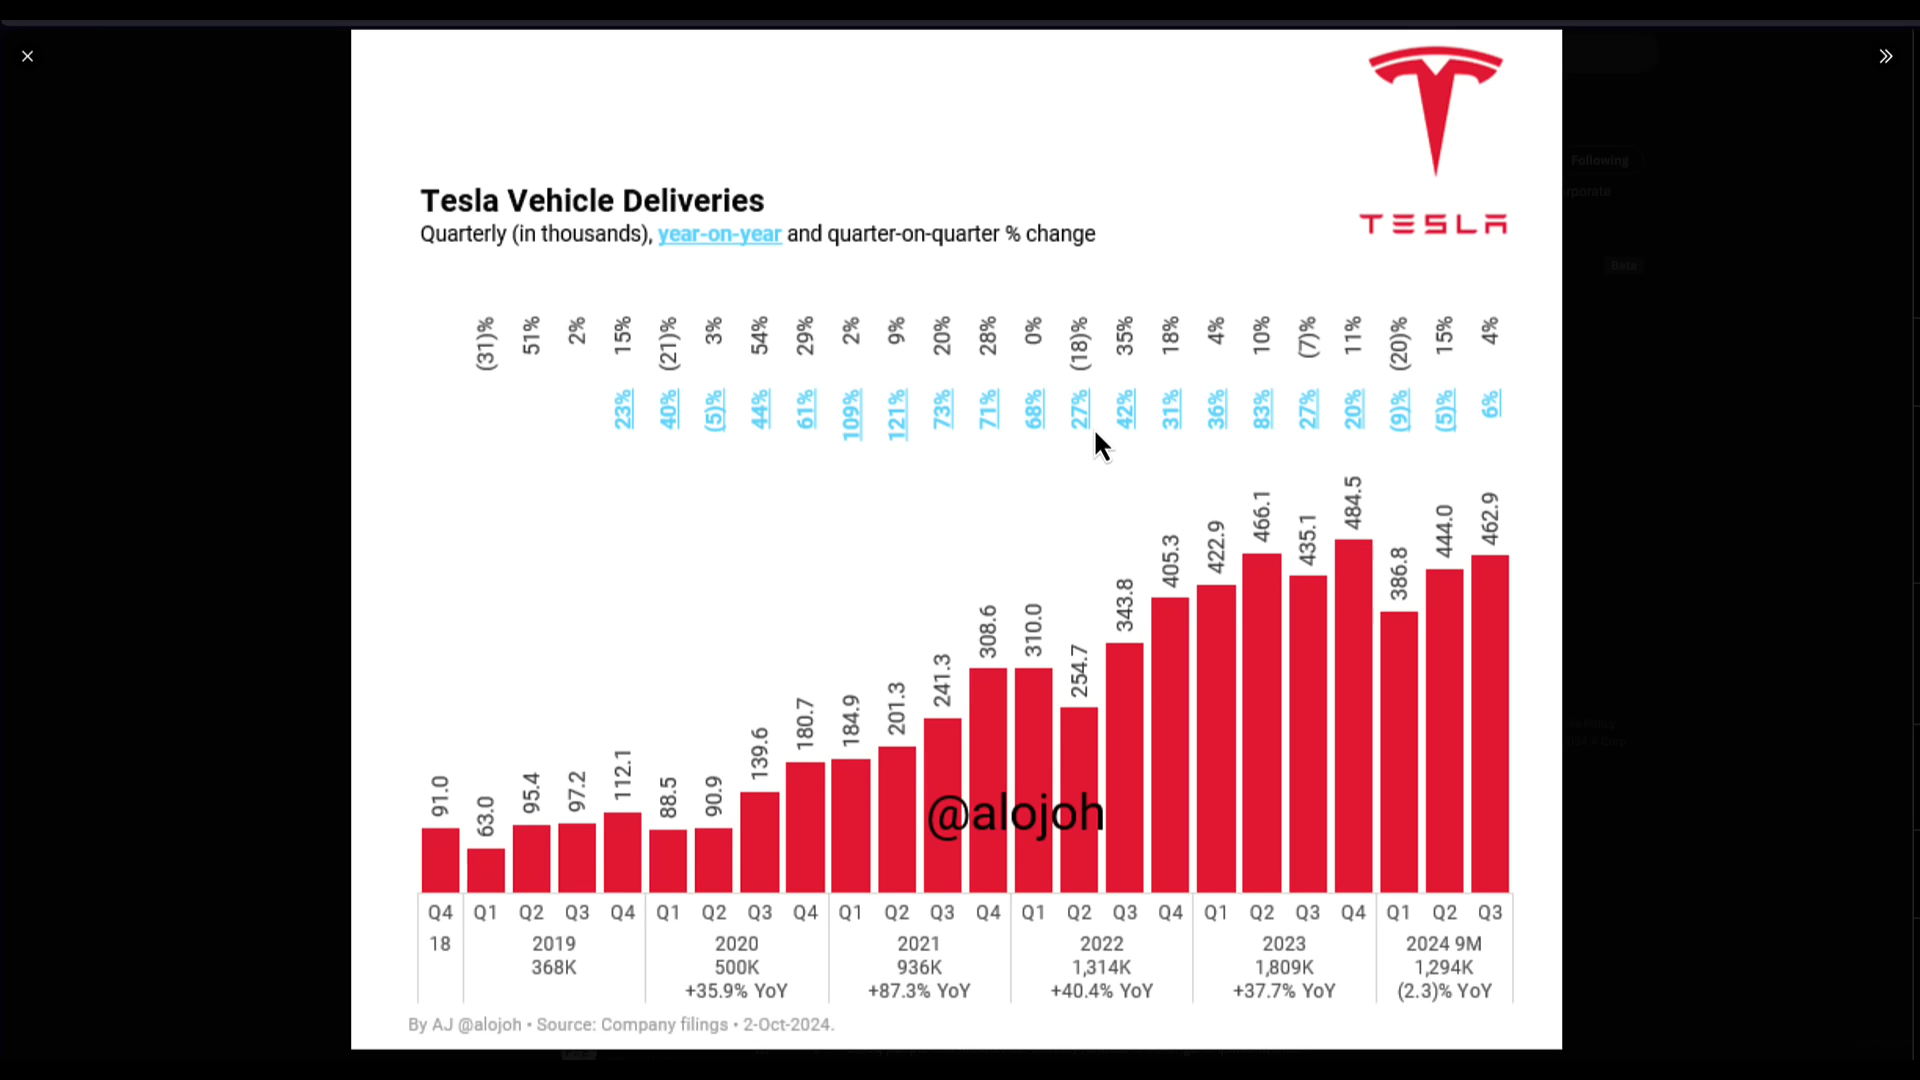 TESLA
Tesla Vehicle Deliveries
Quarterly (in thousands), year-on-year and quarter-on-quarter % change
(31)% 51% 2% 15% (21)% 3% 54% 29% 2% 9% 20% 28% 0% (18)% 35% 18% 4% 10% (7)% 11% (20)% 15% 4%
23% 40% (5)% 44% 61% 109% 121% 73% 71% 68% 27% 42% 31% 36% 83% 27% 20% (9)% (5)% 6%
91.0 63.0 95.4 97.2 112.1 88.5 90.9 139.6 180.7 184.9 201.3 241.3 308.6 310.0 254.7 343.8 405.3 422.9 466.1 435.1 484.5 386.8 444.0 462.9
@alojoh
Q4 Q1 Q2 Q3 Q4 Q1 Q2 Q3 Q4 Q1 Q2 Q3 Q4 Q1 Q2 Q3 Q4 Q1 Q2 Q3 Q4 Q1 Q2 Q3
18 2019 2020 2021 2022 2023 2024 9M
368K 500K 936K 1,314K 1,809K 1,294K
+35.9% YoY +87.3% YoY +40.4% YoY +37.7% YoY (2.3)% YoY
By AJ @alojoh • Source: Company filings • 2-Oct-2024.
Following
Beta